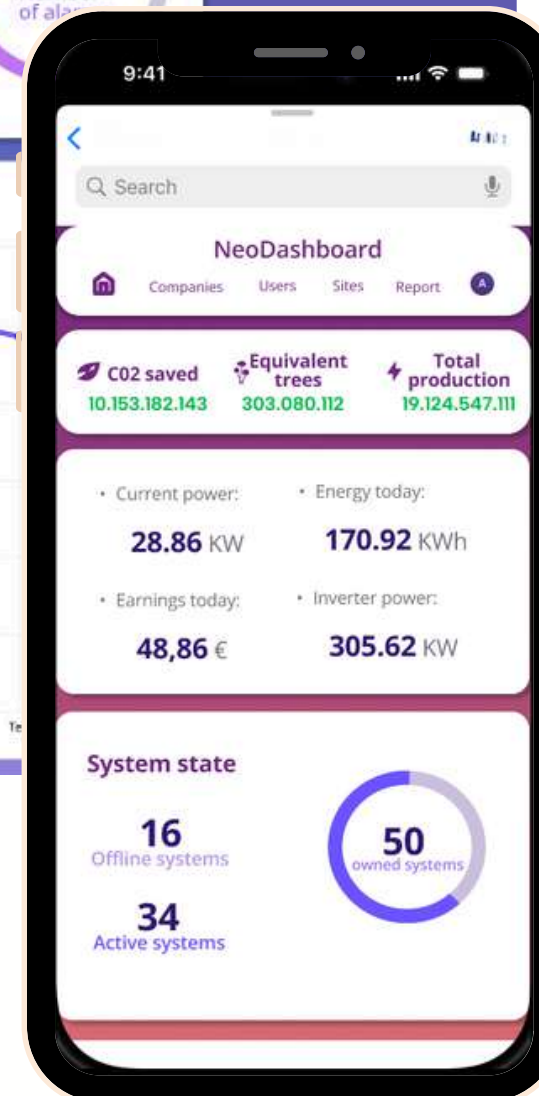 of
9:41
Search
NeoDashboard
Companies Users Sites Report A
C02 saved
10.153.182.143
Equivalent
trees
303.080.112
Total
production
19.124.547.111
• Current power:
28.86 KW
• Energy today:
170.92 KWh
• Earnings today:
48,86 €
• Inverter power:
305.62 KW
System state
16
Offline systems
34
Active systems
50
owned systems
Te